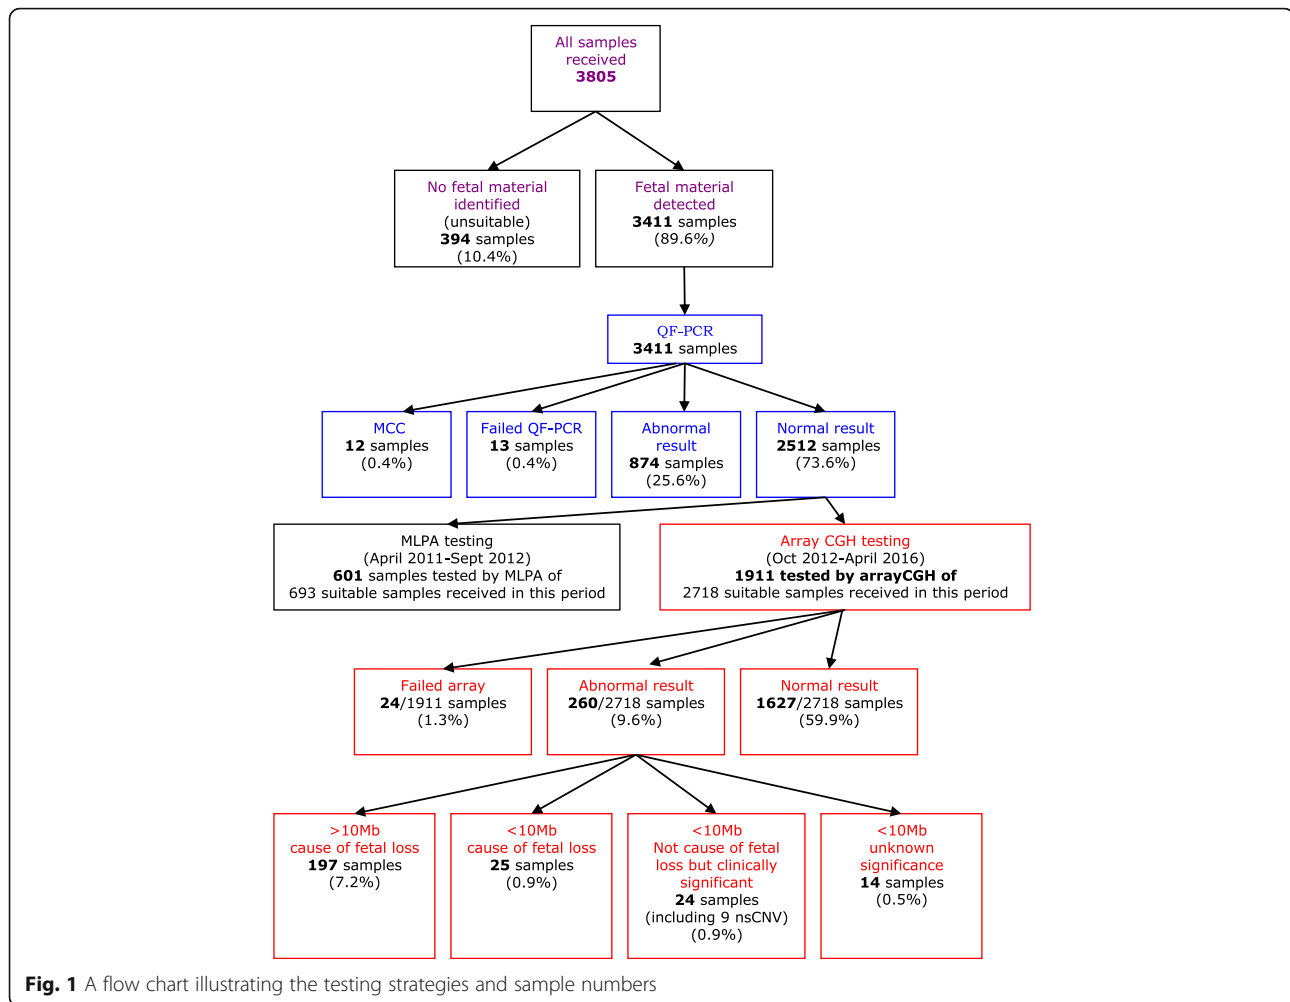 All samples
received
3805
No fetal material
identified
(unsuitable)
394 samples
(10.4%)
Fetal material
detected
3411 samples
(89.6%)
QF-PCR
3411 samples
MCC
12 samples
(0.4%)
Failed QF-PCR
13 samples
(0.4%)
Abnormal
result
874 samples
(25.6%)
Normal result
2512 samples
(73.6%)
MLPA testing
(April 2011-Sept 2012)
601 samples tested by MLPA of
693 suitable samples received in this period
Array CGH testing
(Oct 2012-April 2016)
1911 tested by arrayCGH of
2718 suitable samples received in this period
Failed array
24/1911 samples
(1.3%)
Abnormal result
260/2718 samples
(9.6%)
Normal result
1627/2718 samples
(59.9%)
>10Mb
cause of fetal loss
197 samples
(7.2%)
<10Mb
cause of fetal loss
25 samples
(0.9%)
<10Mb
Not cause of fetal
loss but clinically
significant
24 samples
(including 9 nsCNV)
(0.9%)
<10Mb
unknown
significance
14 samples
(0.5%)
Fig. 1 A flow chart illustrating the testing strategies and sample numbers